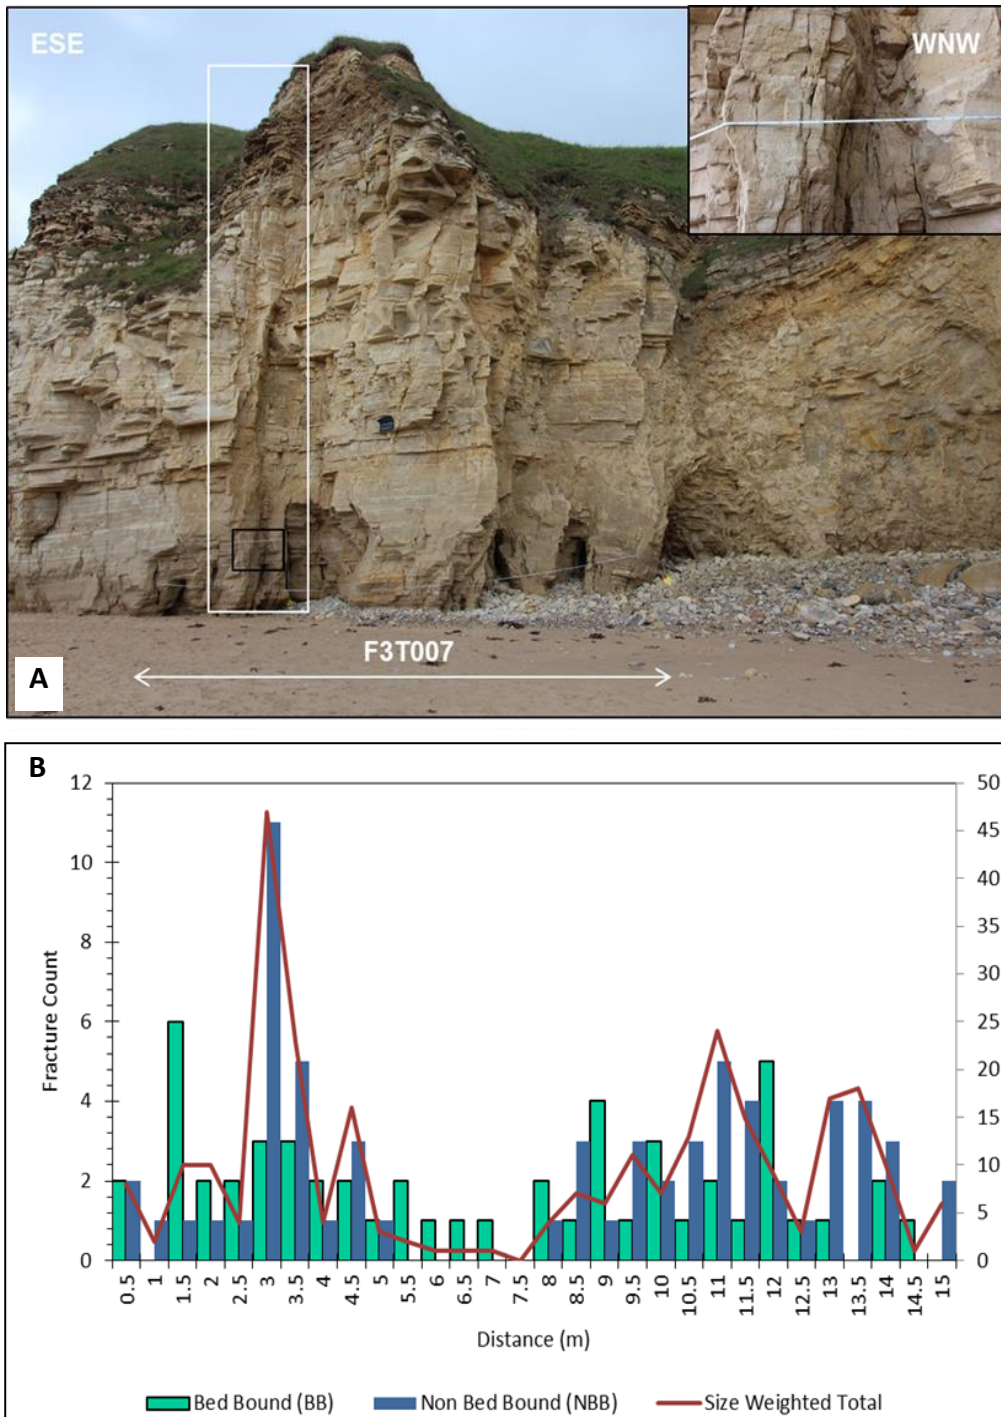 ESE
WNW
F3T007
A
B
12
10
8
6
4
2
0
50
45
40
35
30
25
20
15
10
5
0
Fracture Count
0.5 1 1.5 2 2.5 3 3.5 4 4.5 5 5.5 6 6.5 7 7.5 8 8.5 9 9.5 10 10.5 11 11.5 12 12.5 13 13.5 14 14.5 15
Distance (m)
Bed Bound (BB) Non Bed Bound (NBB) Size Weighted Total